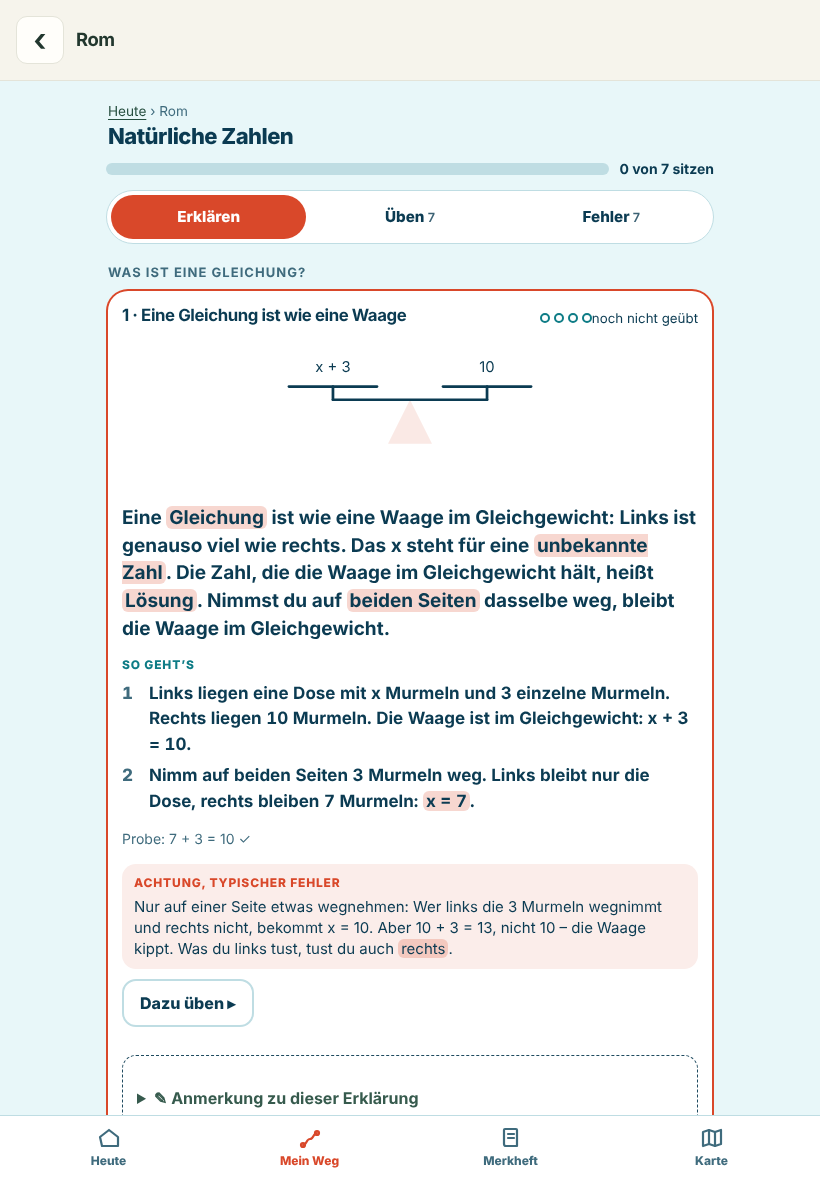 Rom
Heute › Rom
Natürliche Zahlen
0 von 7 sitzen
Erklären
Üben 7
Fehler 7
WAS IST EINE GLEICHUNG?
1 · Eine Gleichung ist wie eine Waage
noch nicht geübt
x + 3
10
Eine Gleichung ist wie eine Waage im Gleichgewicht: Links ist
genauso viel wie rechts. Das x steht für eine unbekannte
Zahl. Die Zahl, die die Waage im Gleichgewicht hält, heißt
Lösung. Nimmst du auf beiden Seiten dasselbe weg, bleibt
die Waage im Gleichgewicht.
SO GEHT'S
1 Links liegen eine Dose mit x Murmeln und 3 einzelne Murmeln.
Rechts liegen 10 Murmeln. Die Waage ist im Gleichgewicht: x + 3
= 10.
2 Nimm auf beiden Seiten 3 Murmeln weg. Links bleibt nur die
Dose, rechts bleiben 7 Murmeln: x = 7.
Probe: 7 + 3 = 10 ✓
ACHTUNG, TYPISCHER FEHLER
Nur auf einer Seite etwas wegnehmen: Wer links die 3 Murmeln wegnimmt
und rechts nicht, bekommt x = 10. Aber 10 + 3 = 13, nicht 10 – die Waage
kippt. Was du links tust, tust du auch rechts.
Dazu üben ▸
▶ ✎ Anmerkung zu dieser Erklärung
Heute
Mein Weg
Merkheft
Karte